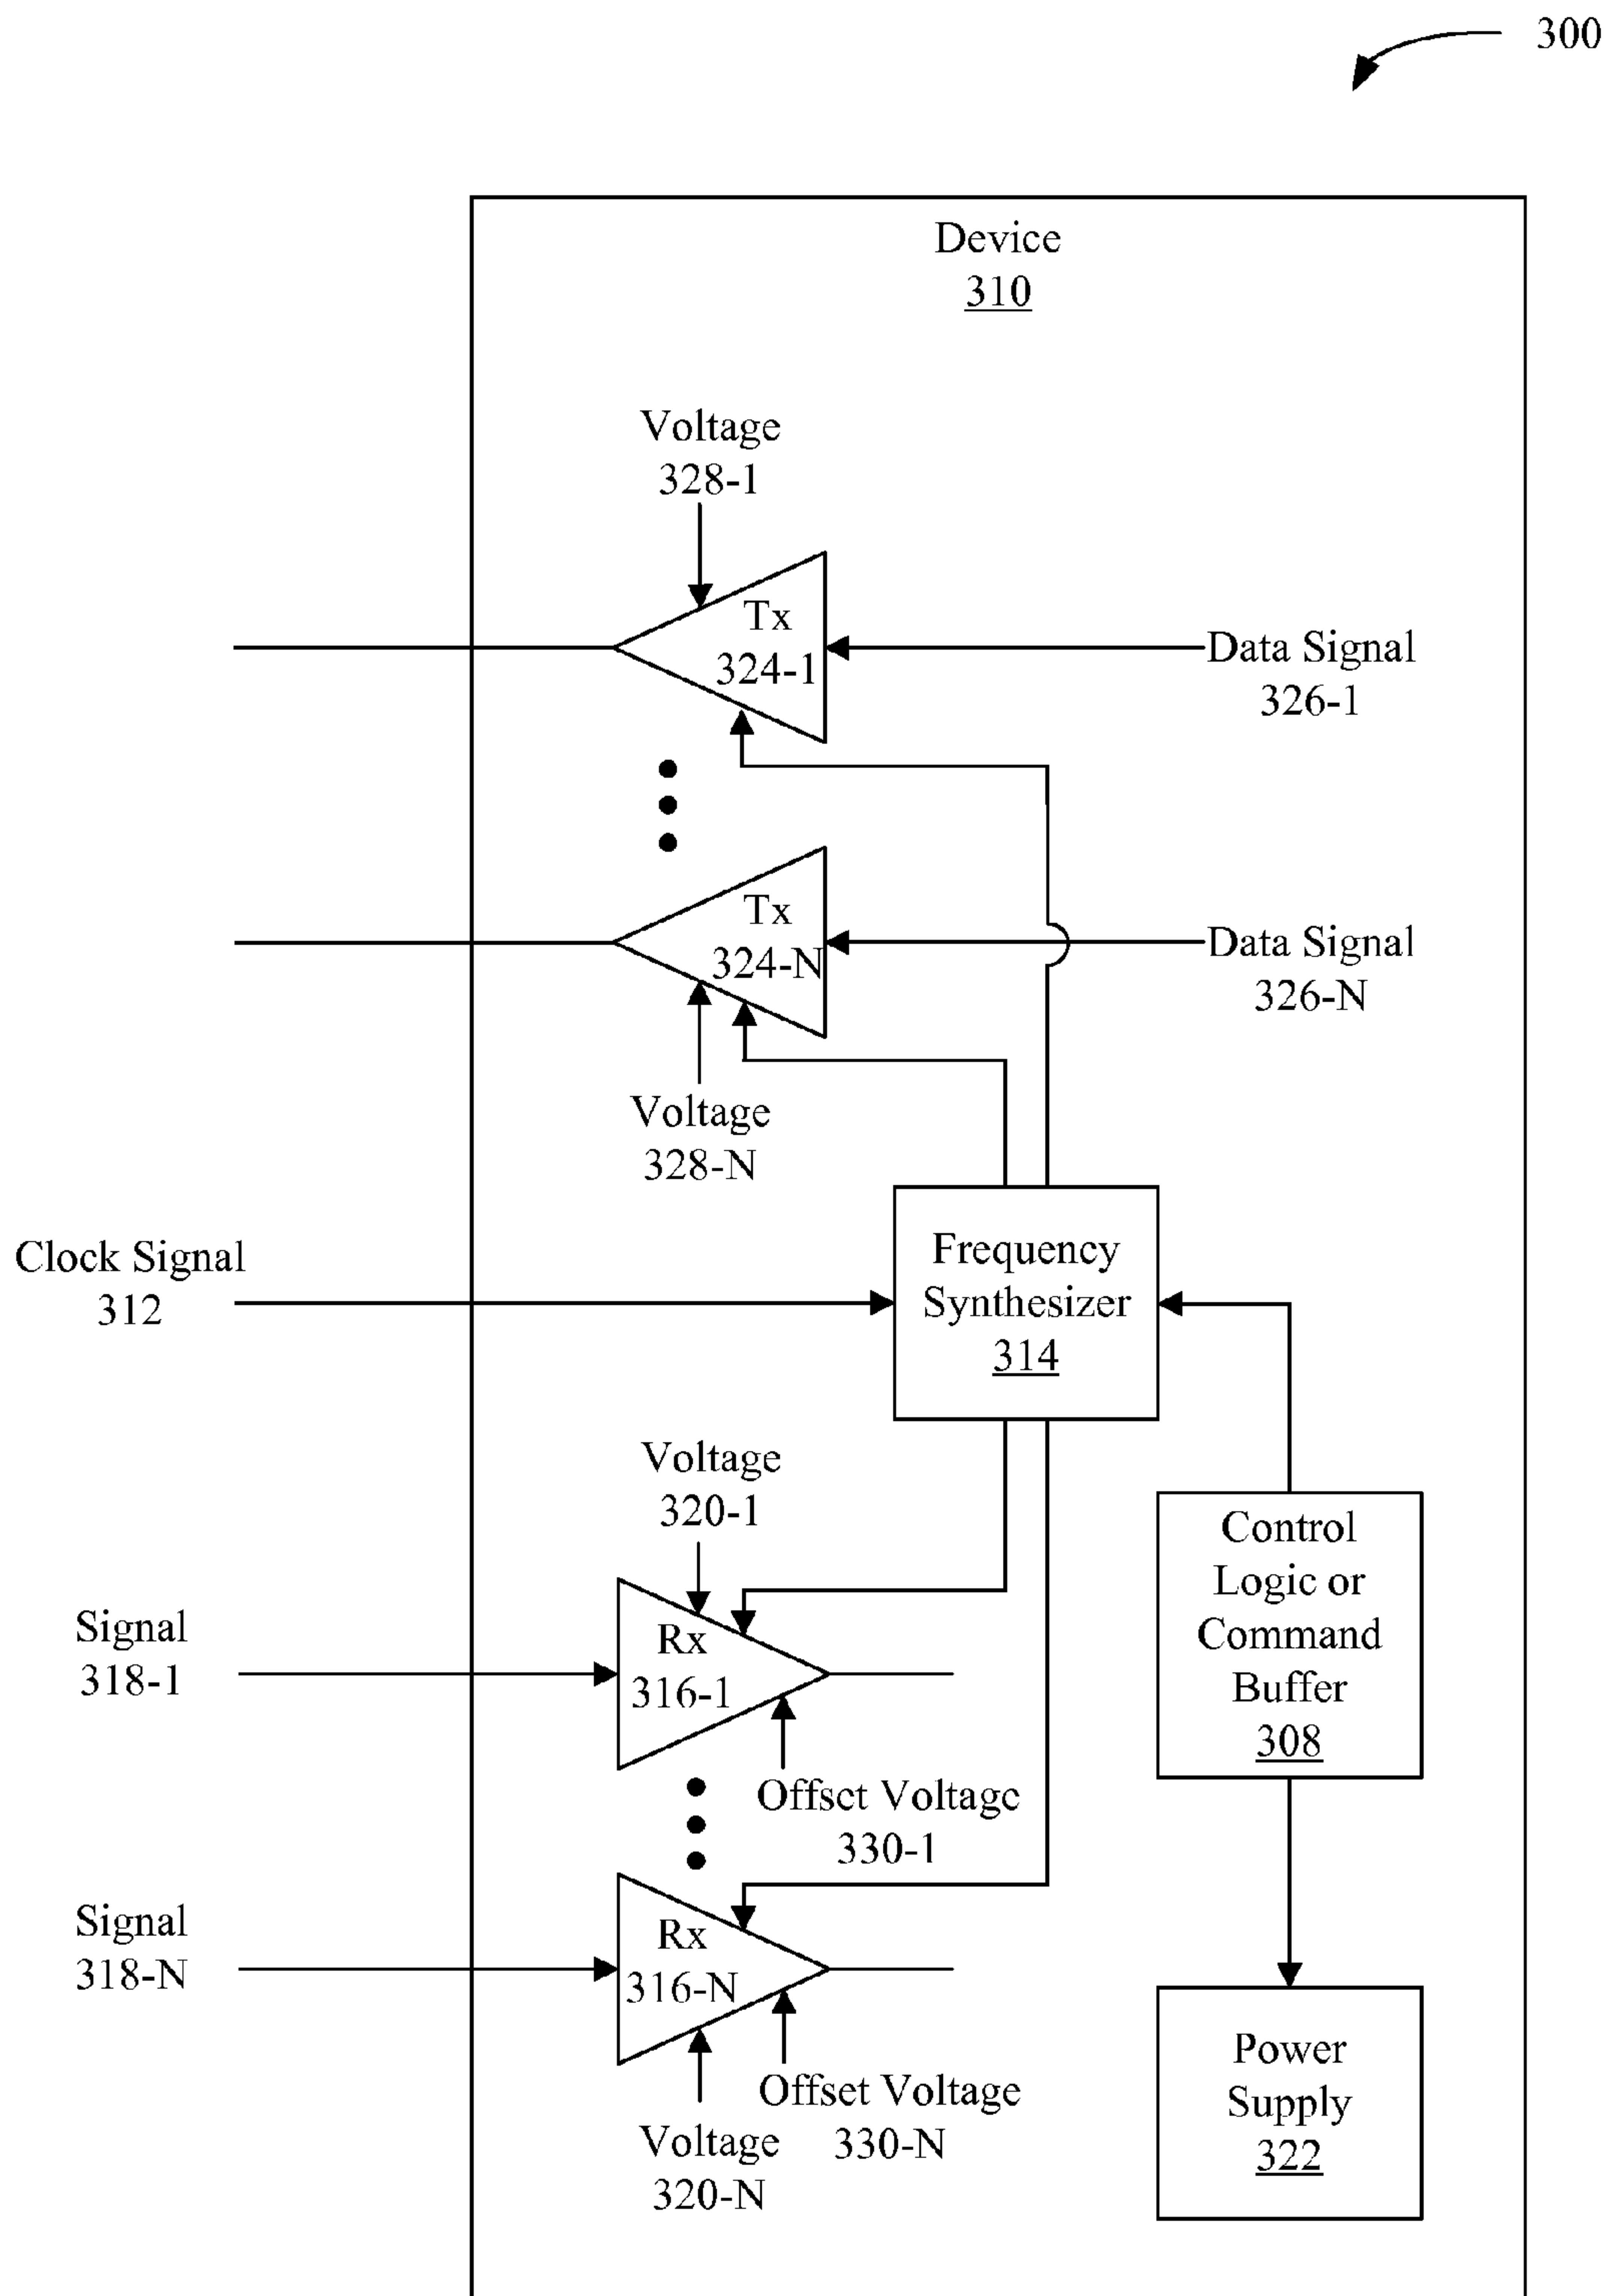 300
Device
310
Voltage
328-1
Tx
324-1
Data Signal
326-1
Tx
324-N
Data Signal
326-N
Voltage
328-N
Clock Signal
312
Frequency
Synthesizer
314
Voltage
320-1
Control
Logic or
Command
Buffer
308
Signal
318-1
Rx
316-1
Offset Voltage
330-1
Signal
318-N
Rx
316-N
Offset Voltage
330-N
Voltage
320-N
Power
Supply
322